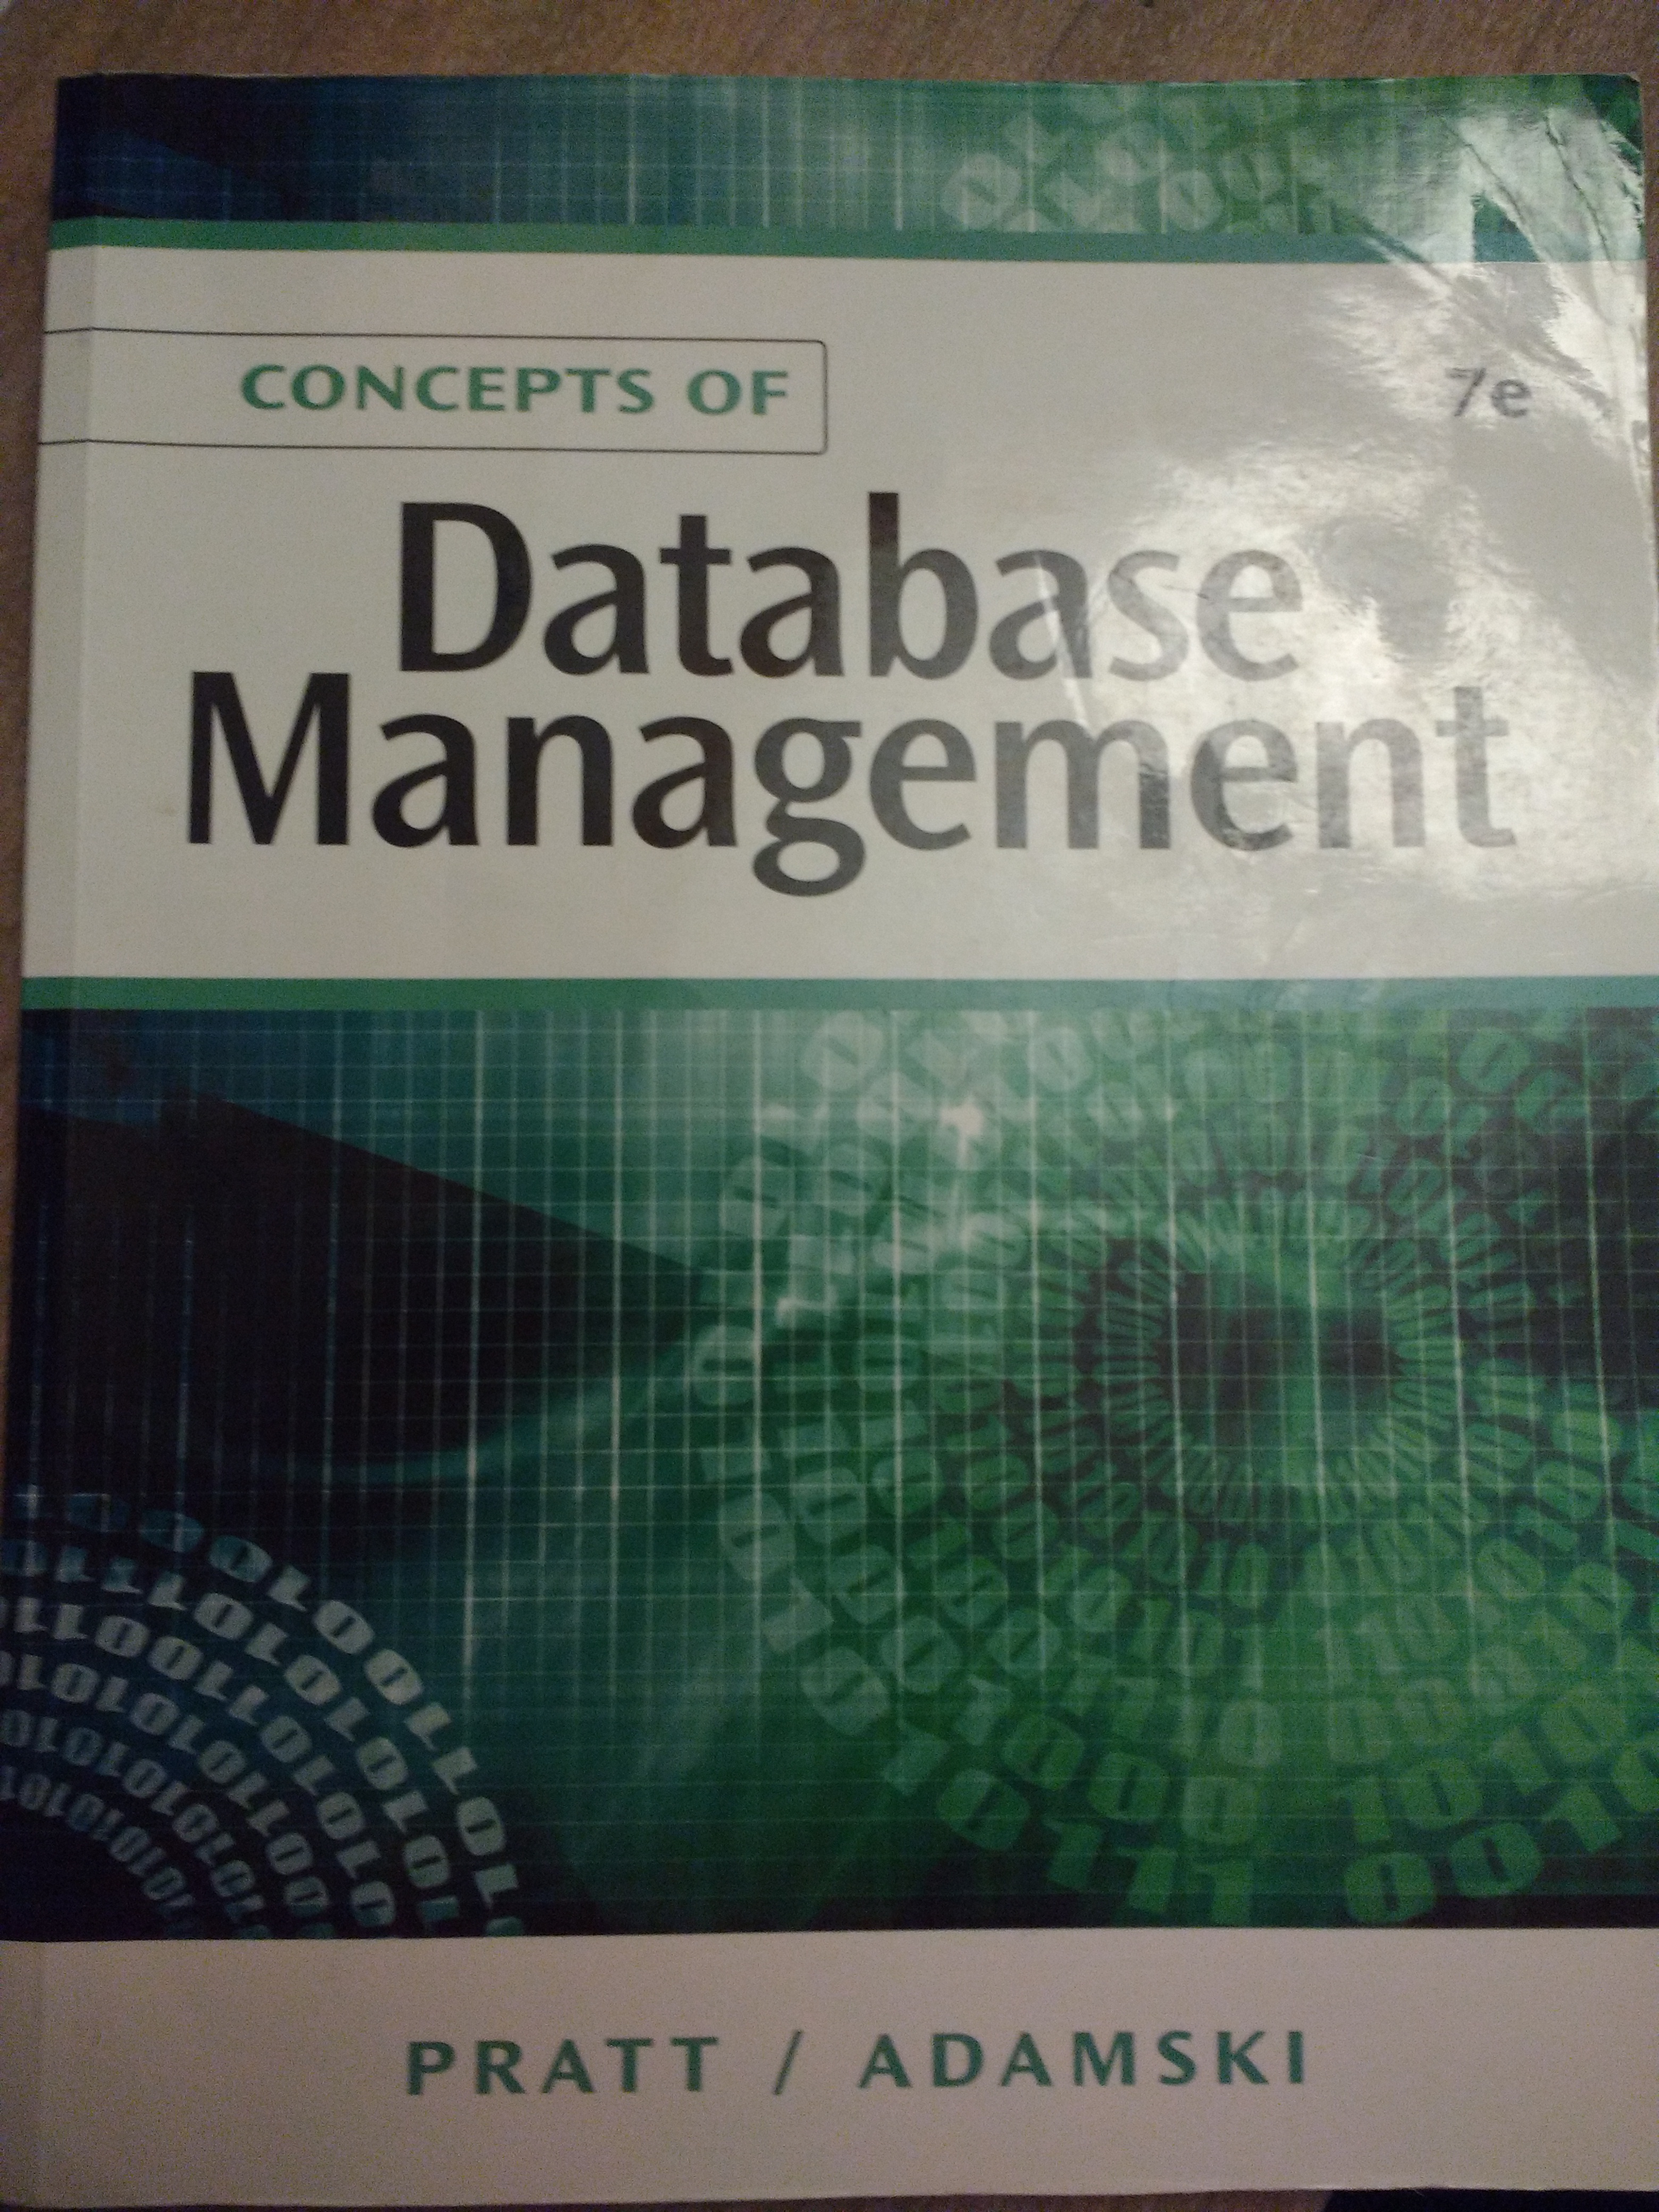 CONCEPTS OF
7e
Database
Management
PRATT / ADAMSKI